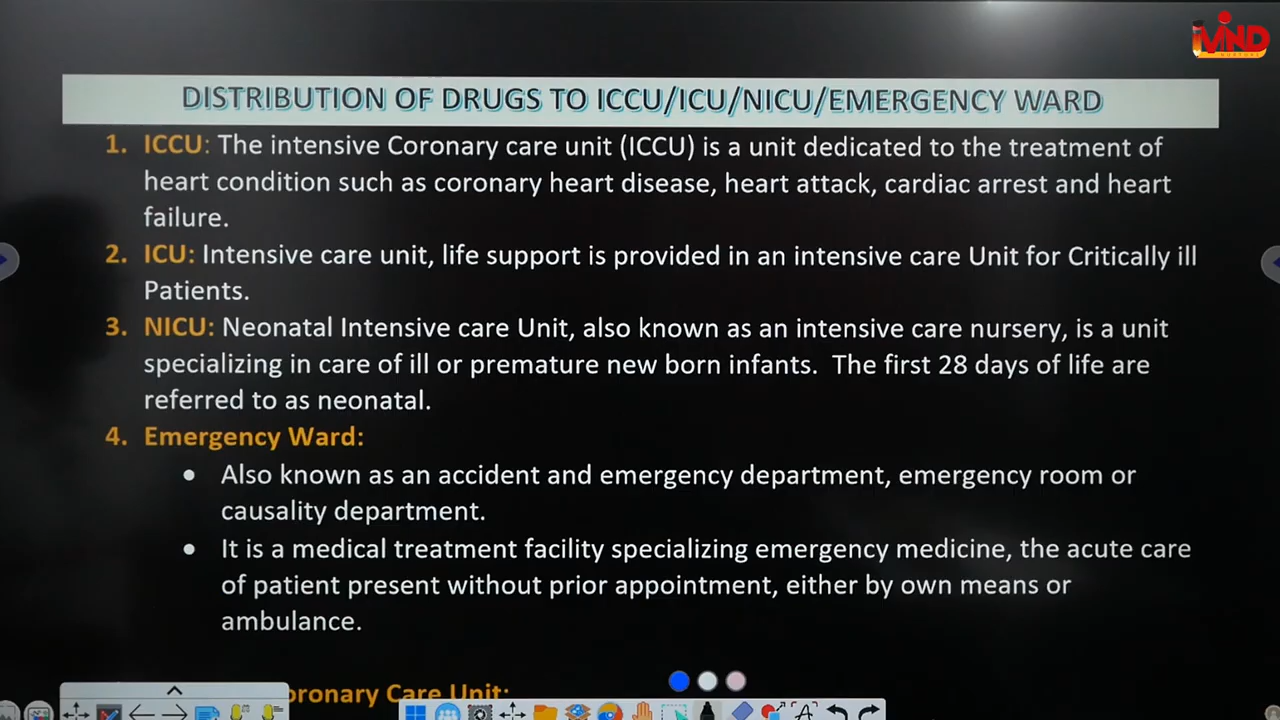 MIND
DISTRIBUTION OF DRUGS TO ICCU/ICU/NICU/EMERGENCY WARD
1. ICCU: The intensive Coronary care unit (ICCU) is a unit dedicated to the treatment of
heart condition such as coronary heart disease, heart attack, cardiac arrest and heart
failure.
2. ICU: Intensive care unit, life support is provided in an intensive care Unit for Critically ill
Patients.
3. NICU: Neonatal Intensive care Unit, also known as an intensive care nursery, is a unit
specializing in care of ill or premature new born infants. The first 28 days of life are
referred to as neonatal.
4. Emergency Ward:
• Also known as an accident and emergency department, emergency room or
causality department.
• It is a medical treatment facility specializing emergency medicine, the acute care
of patient present without prior appointment, either by own means or
ambulance.
oronary Care Unit: